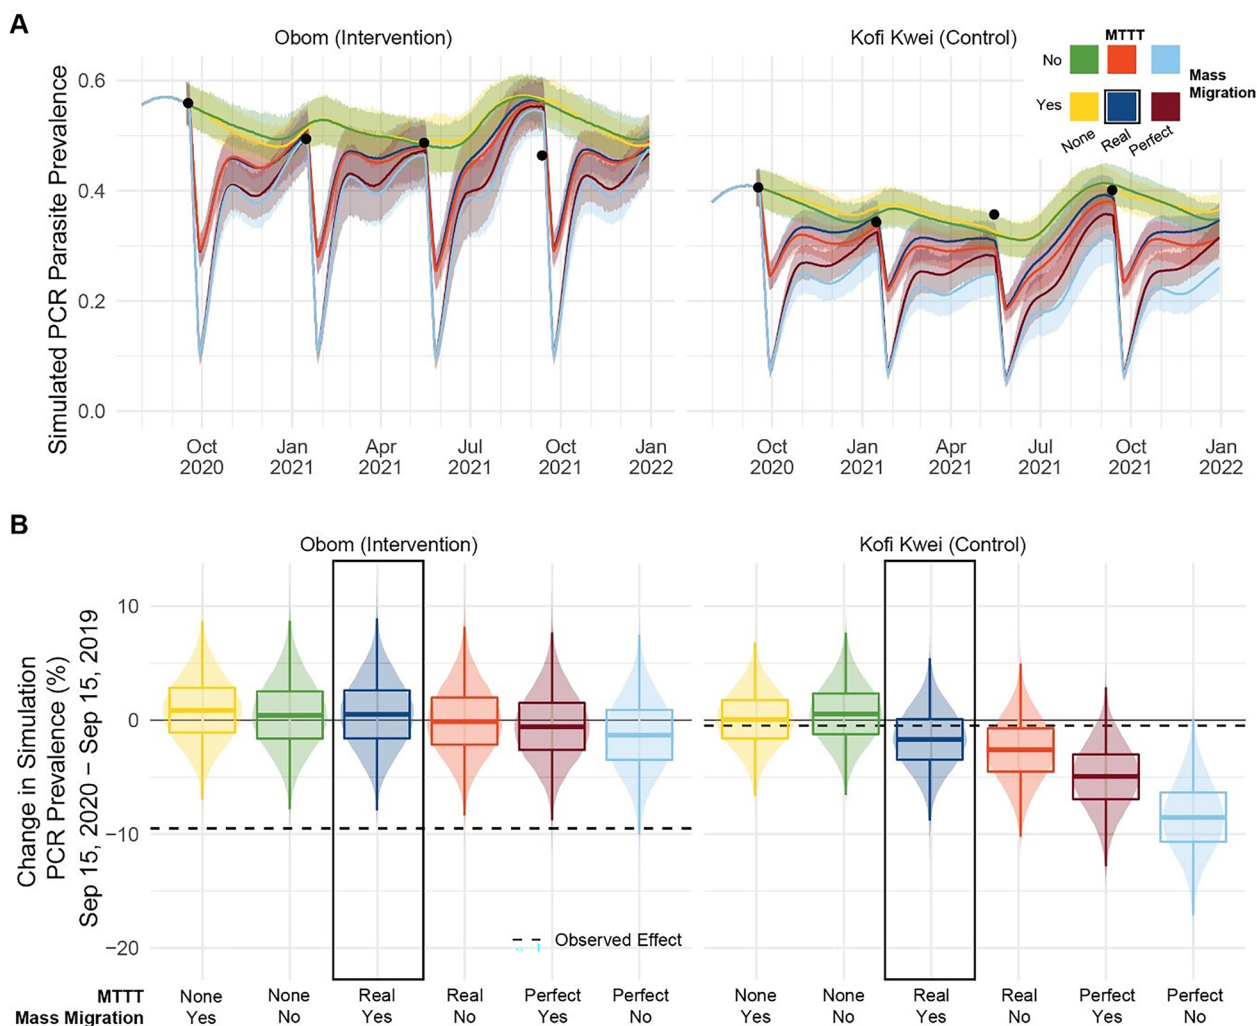 A
Obom (Intervention)
Kofi Kwei (Control)
MTTT
No
Yes
Mass
Migration
None
Real
Perfect
Simulated PCR Parasite Prevalence
0.6
0.4
0.2
0.0
Oct
2020
Jan
2021
Apr
2021
Jul
2021
Oct
2021
Jan
2022
Oct
2020
Jan
2021
Apr
2021
Jul
2021
Oct
2021
Jan
2022
B
Obom (Intervention)
Kofi Kwei (Control)
Change in Simulation
PCR Prevalence (%)
Sep 15, 2020 – Sep 15, 2019
10
0
−10
−20
Observed Effect
MTTT None None Real Real Perfect Perfect None None Real Real Perfect Perfect
Mass Migration Yes No Yes No Yes No Yes No Yes No Yes No